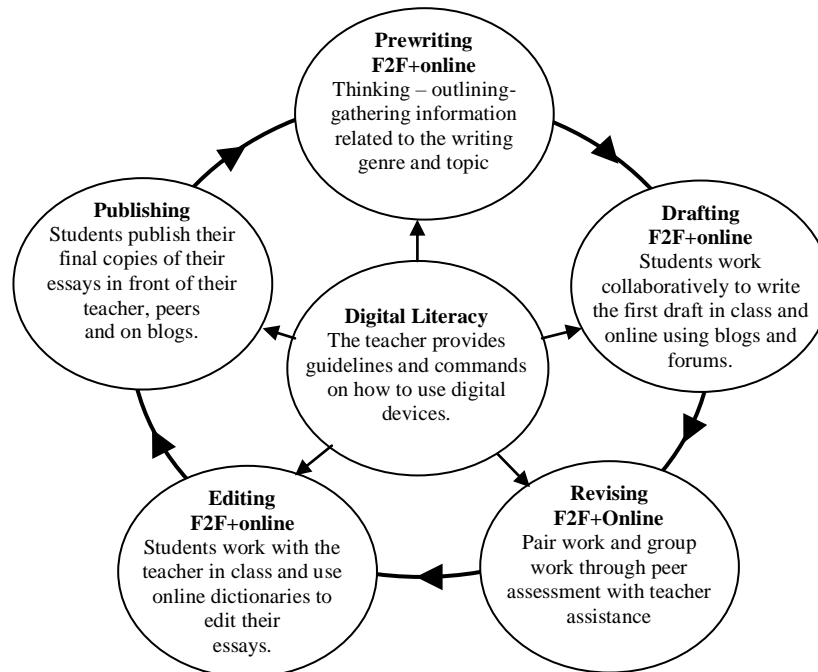 Prewriting
F2F+online
Thinking – outlining-
gathering information
related to the writing
genre and topic
Publishing
Students publish their
final copies of their
essays in front of their
teacher, peers
and on blogs.
Drafting
F2F+online
Students work
collaboratively to write
the first draft in class and
online using blogs and
forums.
Digital Literacy
The teacher provides
guidelines and commands
on how to use digital
devices.
Editing
F2F+online
Students work with the
teacher in class and use
online dictionaries to
edit their
essays.
Revising
F2F+Online
Pair work and group
work through peer
assessment with teacher
assistance